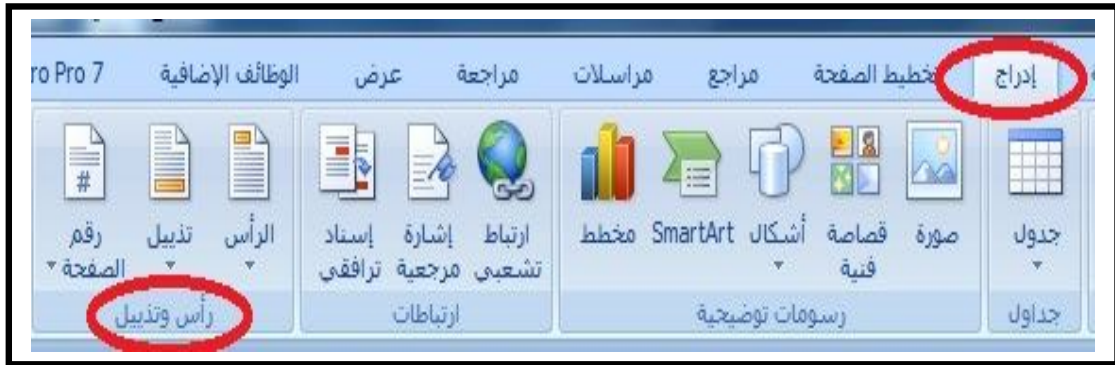 إدراج تخطيط الصفحة مراجع مراسلات مراجعة عرض الوظائف الإضافية ro Pro 7
جدول صورة قصاصة فنية أشكال SmartArt مخطط ارتباط تشعبي إشارة مرجعية إسناد ترافقي الرأس تذييل رقم الصفحة
جداول رسومات توضيحية ارتباطات رأس وتذييل